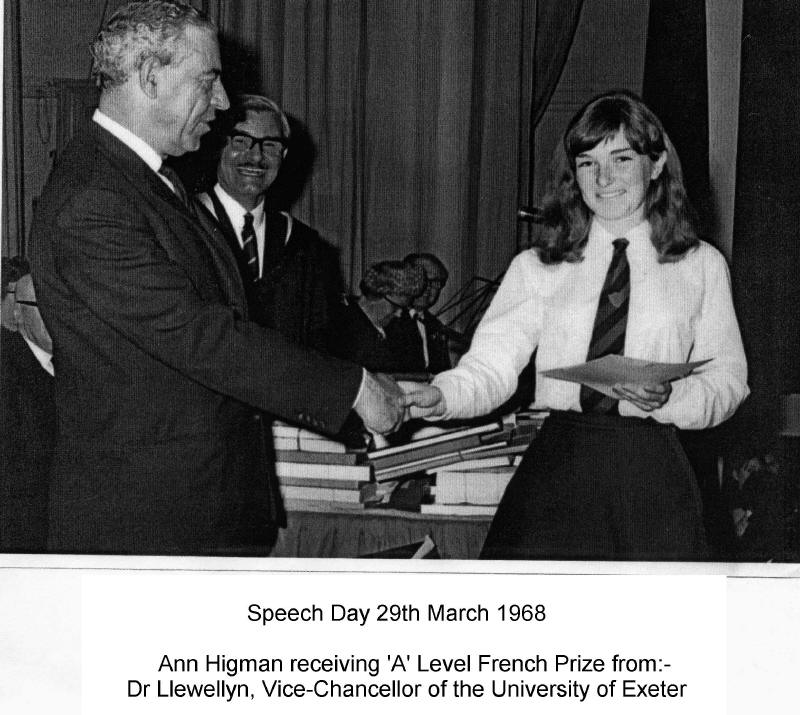 Speech Day 29th March 1968
Ann Higman receiving 'A' Level French Prize from:-
Dr Llewellyn, Vice-Chancellor of the University of Exeter